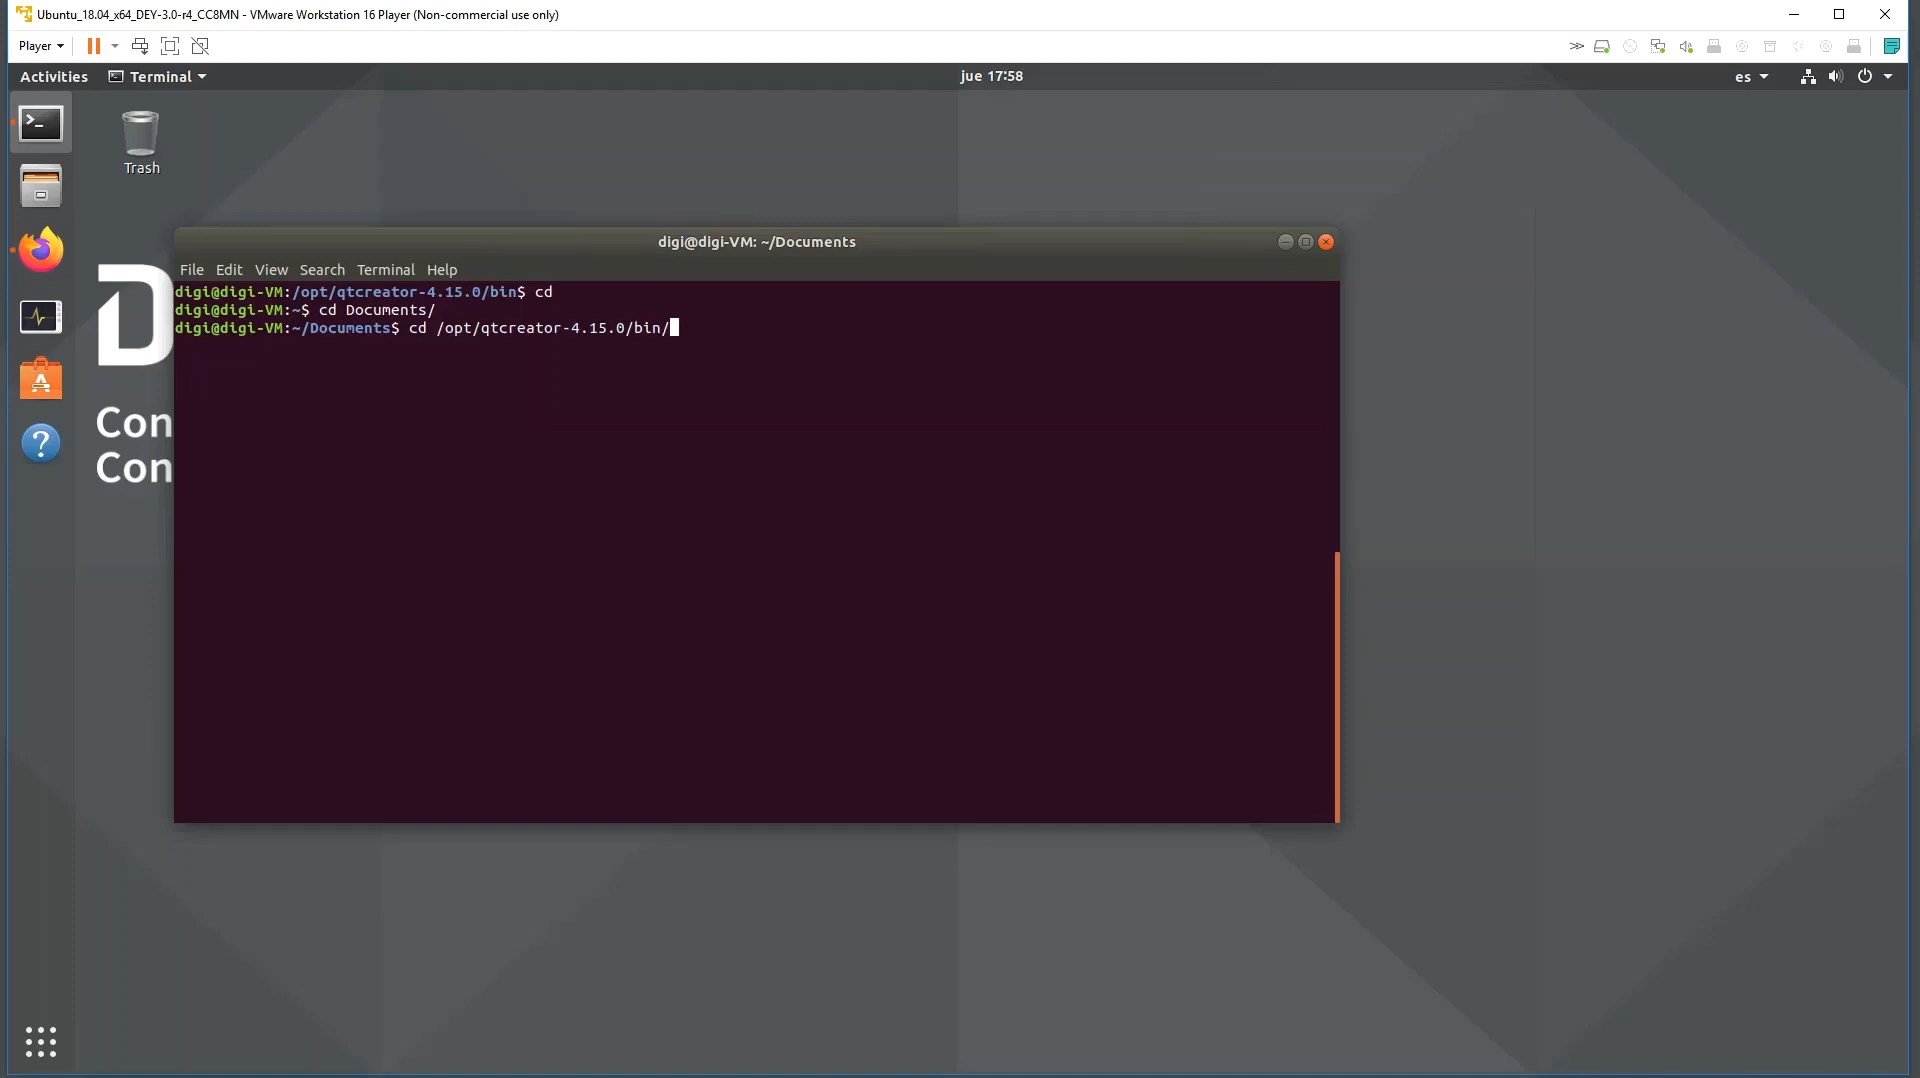 Ubuntu_18.04_x64_DEY-3.0-r4_CC8MN - VMware Workstation 16 Player (Non-commercial use only)
Player
Activities
Terminal
jue 17:58
es
Trash
digi@digi-VM: ~/Documents
File Edit View Search Terminal Help
digi@digi-VM:/opt/qtcreator-4.15.0/bin$ cd
digi@digi-VM:~$ cd Documents/
digi@digi-VM:~/Documents$ cd /opt/qtcreator-4.15.0/bin/
D
Con
Con